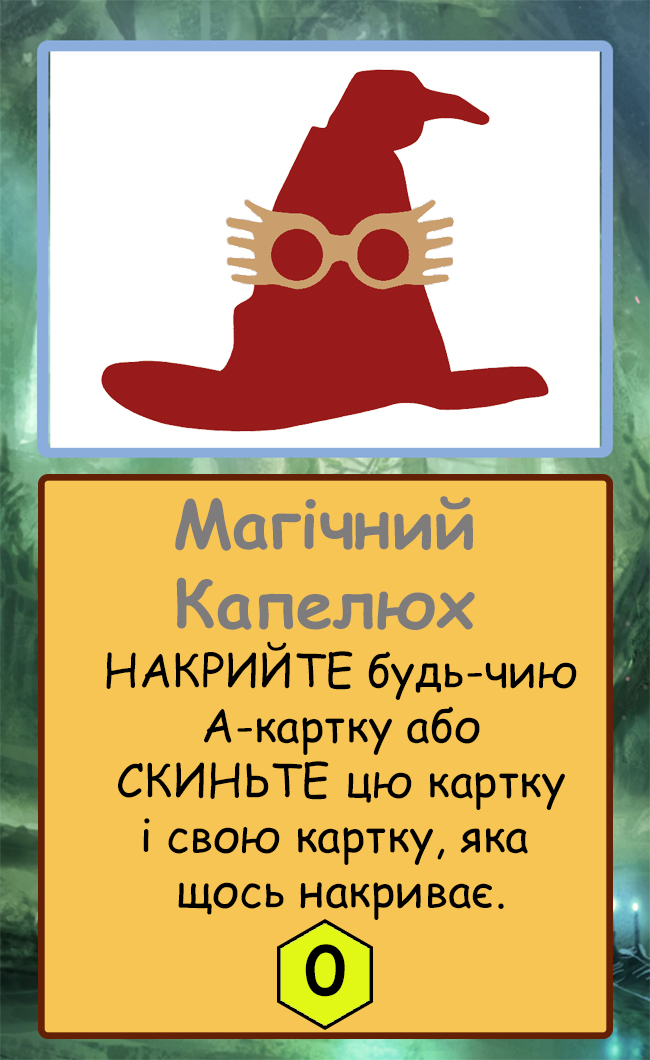 Магічний
Капелюх
НАКРИЙТЕ будь-чию
А-картку або
СКИНЬТЕ цю картку
і свою картку, яка
щось накриває.
0